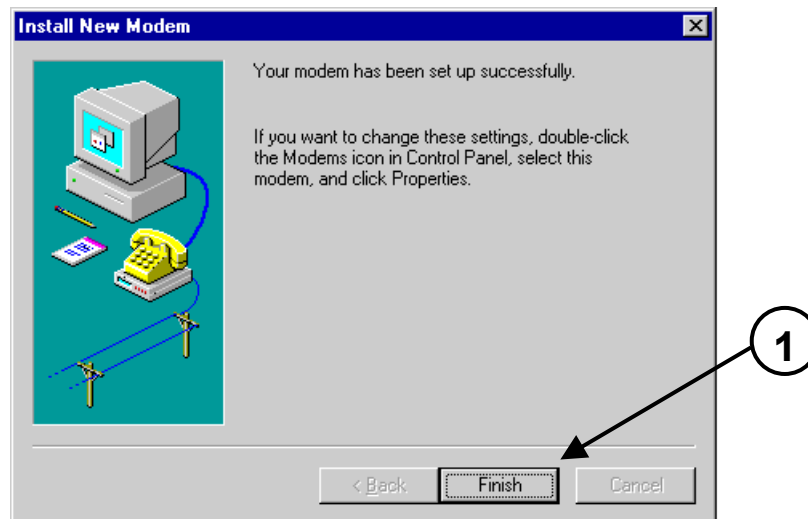 Install New Modem
Your modem has been set up successfully.
If you want to change these settings, double-click
the Modems icon in Control Panel, select this
modem, and click Properties.
1
< Back Finish Cancel